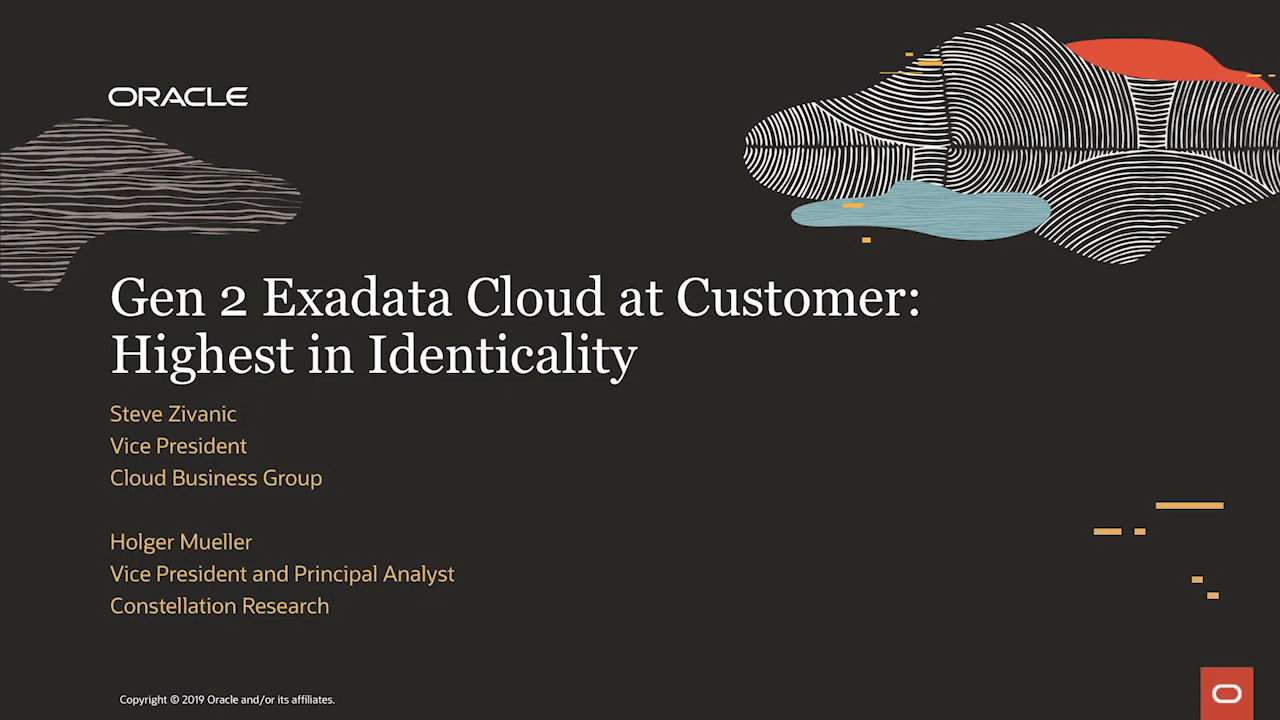 ORACLE
Gen 2 Exadata Cloud at Customer:
Highest in Identicality
Steve Zivanic
Vice President
Cloud Business Group
Holger Mueller
Vice President and Principal Analyst
Constellation Research
Copyright © 2019 Oracle and/or its affiliates.